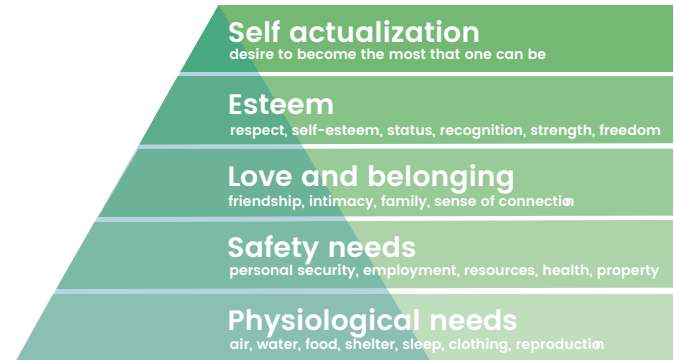 Self actualization
desire to become the most that one can be
Esteem
respect, self-esteem, status, recognition, strength, freedom
Love and belonging
friendship, intimacy, family, sense of connection
Safety needs
personal security, employment, resources, health, property
Physiological needs
air, water, food, shelter, sleep, clothing, reproduction